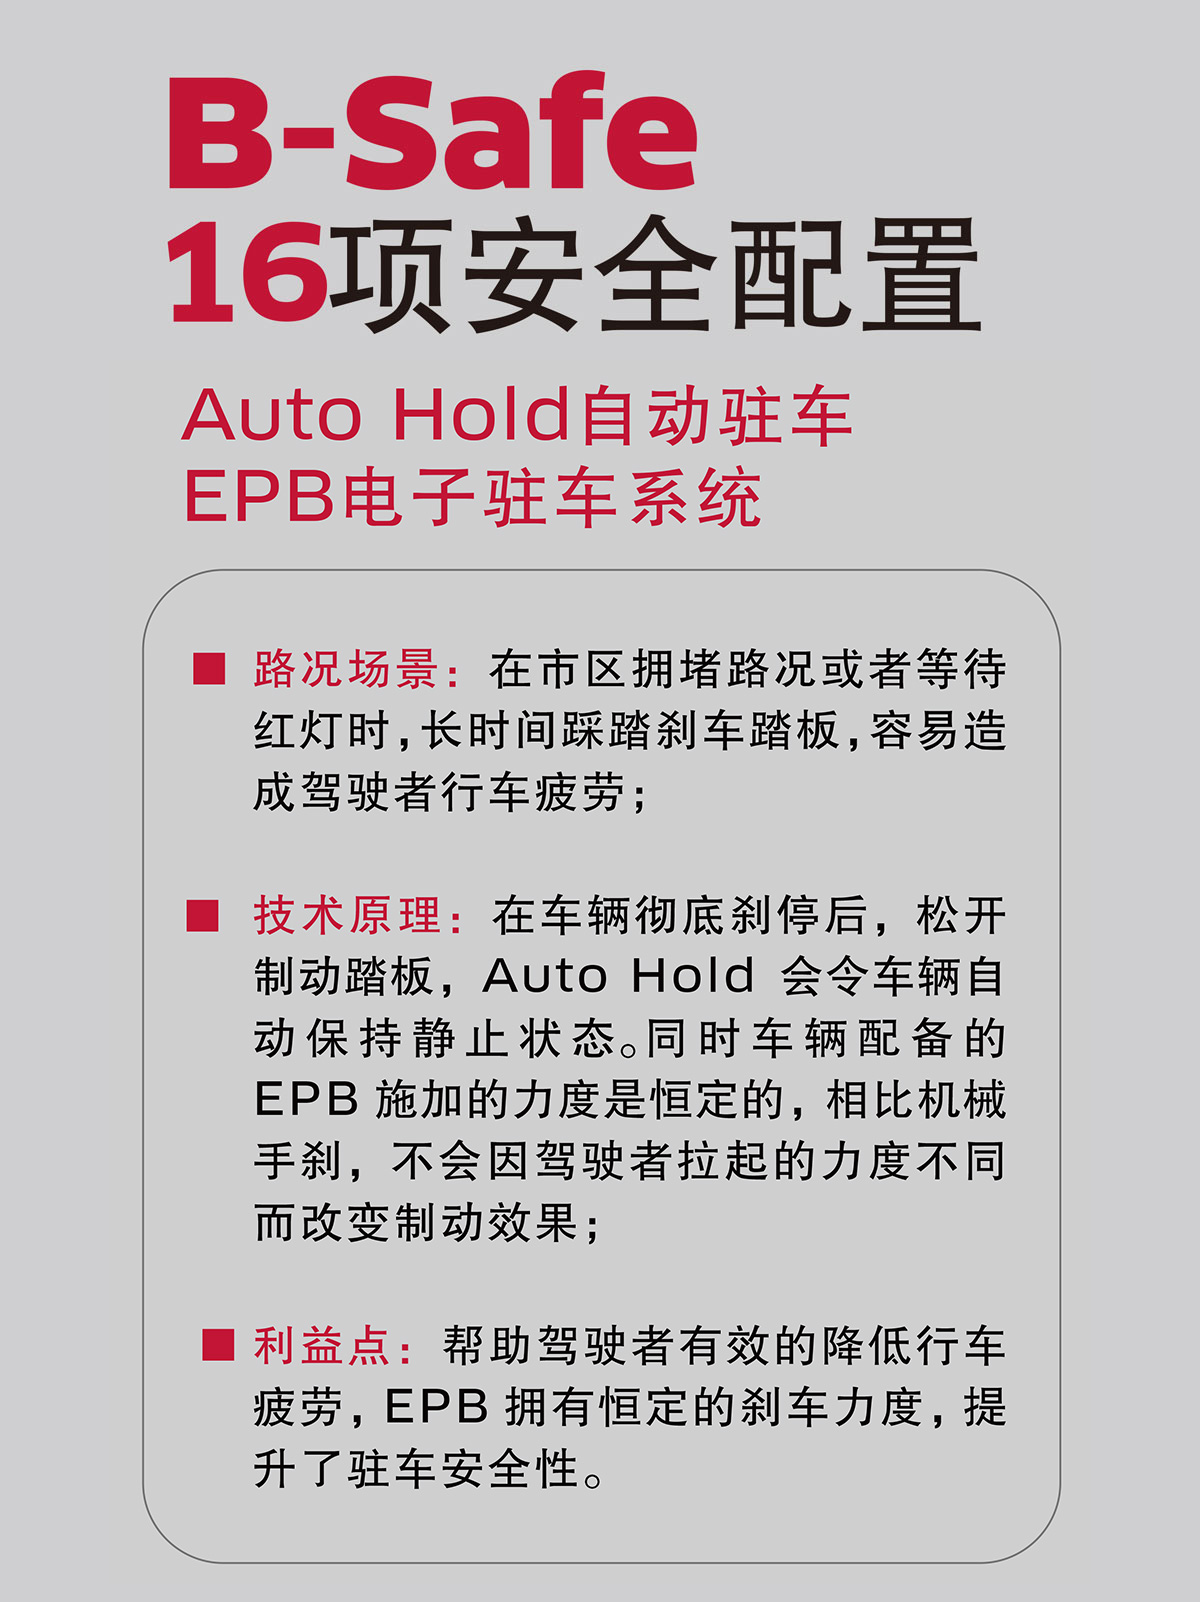 B-Safe
16项安全配置
Auto Hold自动驻车
EPB电子驻车系统
■ 路况场景：在市区拥堵路况或者等待
红灯时，长时间踩踏刹车踏板，容易造
成驾驶者行车疲劳；
■ 技术原理：在车辆彻底刹停后，松开
制动踏板，Auto Hold 会令车辆自
动保持静止状态。同时车辆配备的
EPB 施加的力度是恒定的，相比机械
手刹，不会因驾驶者拉起的力度不同
而改变制动效果；
■ 利益点：帮助驾驶者有效的降低行车
疲劳，EPB 拥有恒定的刹车力度，提
升了驻车安全性。